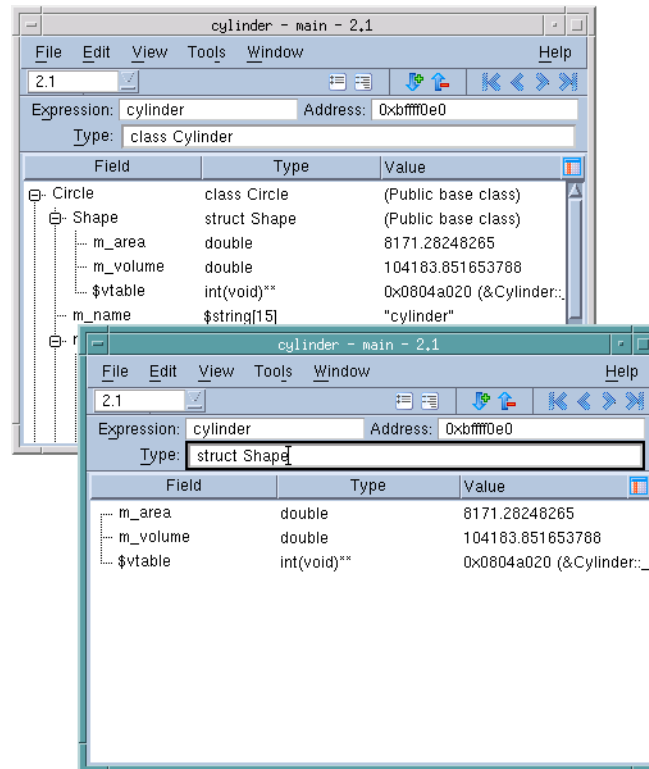 cylinder - main - 2.1
File Edit View Tools Window Help
2.1
Expression: cylinder Address: 0xbffff0e0
Type: class Cylinder
Field Type Value
Circle class Circle (Public base class)
Shape struct Shape (Public base class)
m_area double 8171.28248265
m_volume double 104183.851653788
$vtable int(void)** 0x0804a020 (&Cylinder::_
m_name $string[15] "cylinder"
cylinder - main - 2.1
File Edit View Tools Window Help
2.1
Expression: cylinder Address: 0xbffff0e0
Type: struct Shape
Field Type Value
m_area double 8171.28248265
m_volume double 104183.851653788
$vtable int(void)** 0x0804a020 (&Cylinder::_